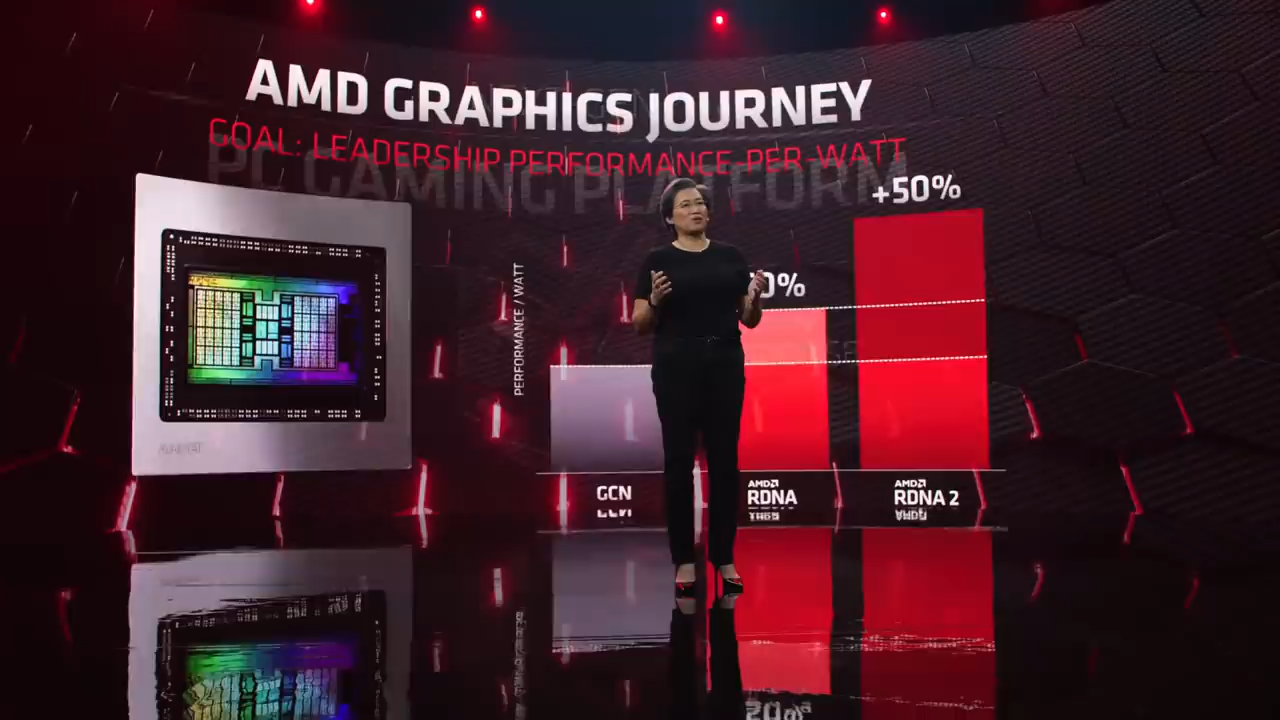 AMD GRAPHICS JOURNEY
GOAL: LEADERSHIP PERFORMANCE-PER-WATT
PC GAMING PLATFORM
+50%
0%
PERFORMANCE / WATT
GCN
AMD
RDNA
AMD
RDNA 2